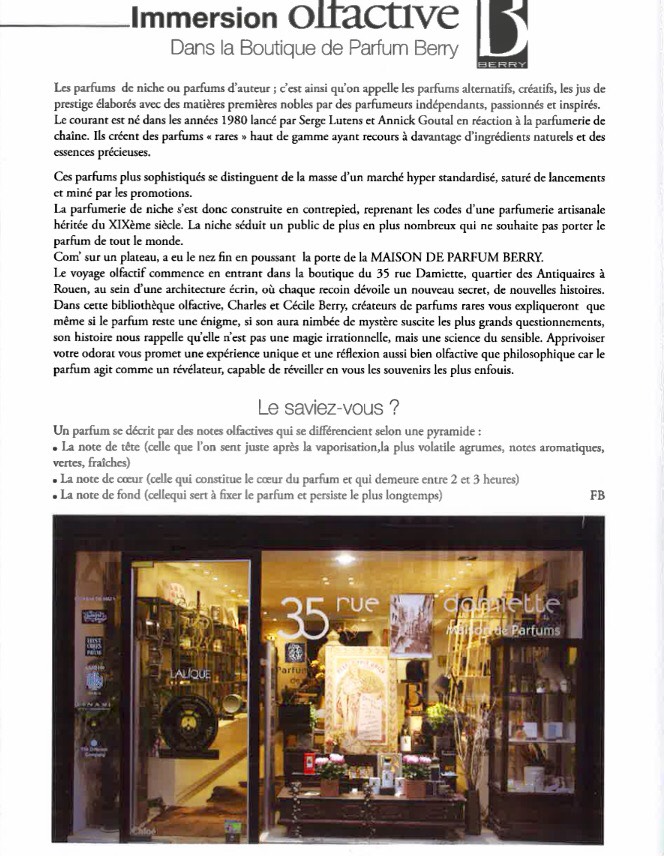 Immersion olfactive
B
BERRY
Dans la Boutique de Parfum Berry
Les parfums de niche ou parfums d'auteur ; c'est ainsi qu'on appelle les parfums alternatifs, créatifs, les jus de
prestige élaborés avec des matières premières nobles par des parfumeurs indépendants, passionnés et inspirés.
Le courant est né dans les années 1980 lancé par Serge Lutens et Annick Goutal en réaction à la parfumerie de
chaîne. Ils créent des parfums « rares » haut de gamme ayant recours à davantage d'ingrédients naturels et des
essences précieuses.
Ces parfums plus sophistiqués se distinguent de la masse d'un marché hyper standardisé, saturé de lancements
et miné par les promotions.
La parfumerie de niche s'est donc construite en contrepied, reprenant les codes d'une parfumerie artisanale
héritée du XIXème siècle. La niche séduit un public de plus en plus nombreux qui ne souhaite pas porter le
parfum de tout le monde.
Com' sur un plateau, a eu le nez fin en poussant la porte de la MAISON DE PARFUM BERRY.
Le voyage olfactif commence en entrant dans la boutique du 35 rue Damiette, quartier des Antiquaires à
Rouen, au sein d'une architecture écrin, où chaque recoin dévoile un nouveau secret, de nouvelles histoires.
Dans cette bibliothèque olfactive, Charles et Cécile Berry, créateurs de parfums rares vous expliqueront que
même si le parfum reste une énigme, si son aura nimbée de mystère suscite les plus grands questionnements,
son histoire nous rappelle qu'elle n'est pas une magie irrationnelle, mais une science du sensible. Apprivoiser
votre odorat vous promet une expérience unique et une réflexion aussi bien olfactive que philosophique car le
parfum agit comme un révélateur, capable de réveiller en vous les souvenirs les plus enfouis.
Le saviez-vous ?
Un parfum se décrit par des notes olfactives qui se différencient selon une pyramide :
• La note de tête (celle que l'on sent juste après la vaporisation,la plus volatile agrumes, notes aromatiques,
vertes, fraîches)
• La note de cœur (celle qui constitue le cœur du parfum et qui demeure entre 2 et 3 heures)
• La note de fond (cellequi sert à fixer le parfum et persiste le plus longtemps) FB
35 rue damiette
Maison de Parfums
LALIQUE
Parfum
B
Chloé